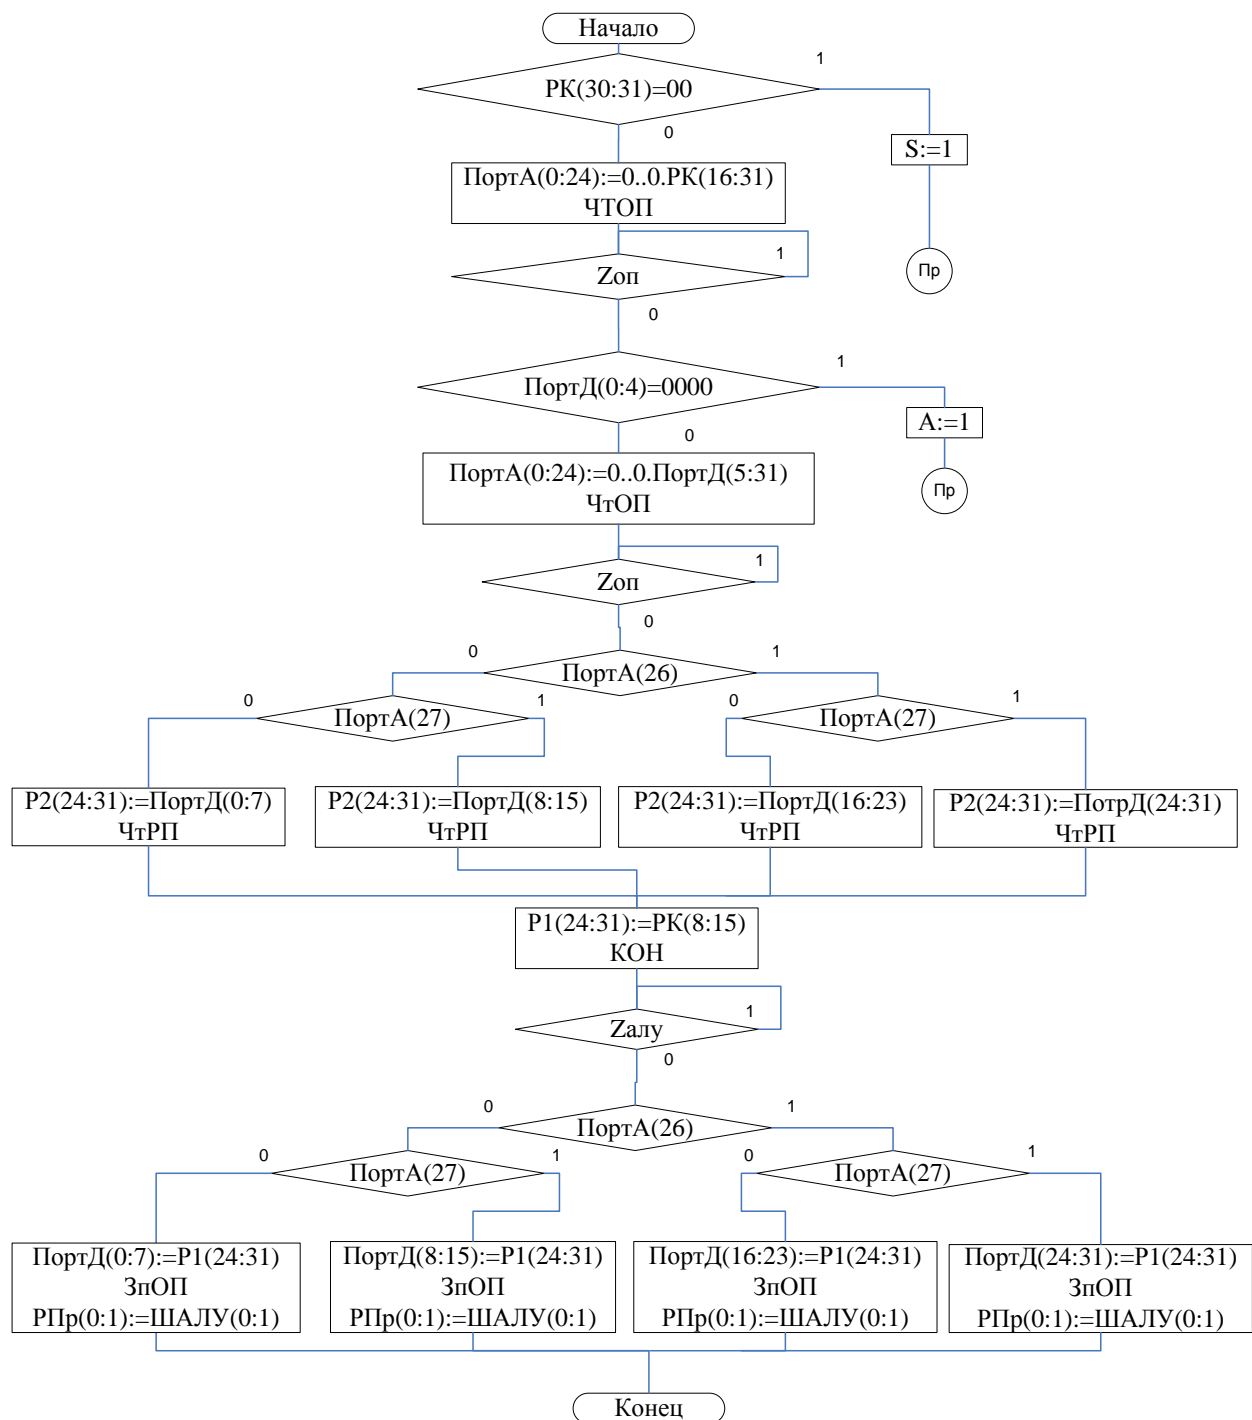 Начало
1
РК(30:31)=00
0
S:=1
ПортА(0:24):=0..0.РК(16:31)
ЧТОП
1
Zоп
Пр
0
1
ПортД(0:4)=0000
A:=1
0
ПортА(0:24):=0..0.ПортД(5:31)
ЧтОП
Пр
1
Zоп
0
0
1
ПортА(26)
0
1
0
1
ПортА(27)
ПортА(27)
Р2(24:31):=ПортД(0:7)
ЧтРП
Р2(24:31):=ПортД(8:15)
ЧтРП
Р2(24:31):=ПортД(16:23)
ЧтРП
Р2(24:31):=ПотрД(24:31)
ЧтРП
Р1(24:31):=РК(8:15)
КОН
1
Zалу
0
0
1
ПортА(26)
0
1
0
1
ПортА(27)
ПортА(27)
ПортД(0:7):=Р1(24:31)
ЗпОП
РПр(0:1):=ШАЛУ(0:1)
ПортД(8:15):=Р1(24:31)
ЗпОП
РПр(0:1):=ШАЛУ(0:1)
ПортД(16:23):=Р1(24:31)
ЗпОП
РПр(0:1):=ШАЛУ(0:1)
ПортД(24:31):=Р1(24:31)
ЗпОП
РПр(0:1):=ШАЛУ(0:1)
Конец